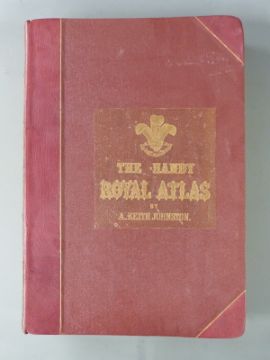 THE HANDY
ROYAL ATLAS
BY
A. KEITH JOHNSTON.